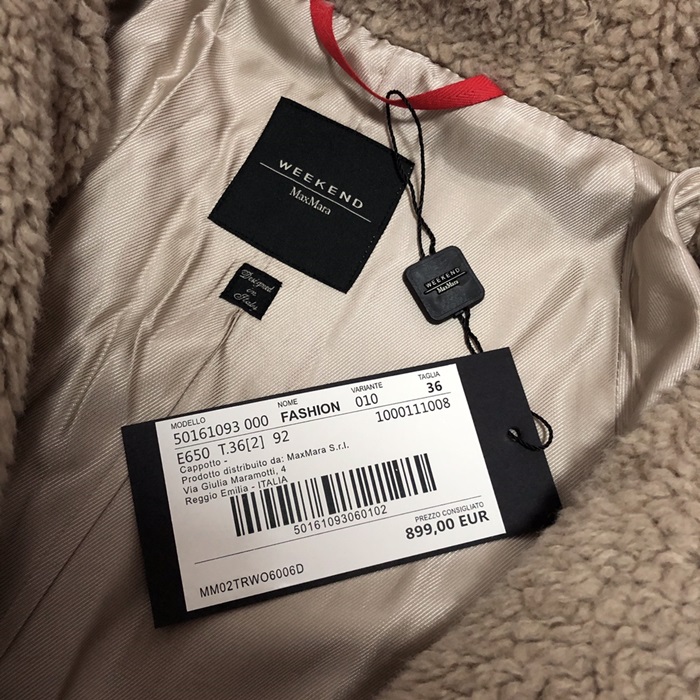 WEEKEND
MaxMara
Designed
in
Italy
WEEKEND
MaxMara
MODELLO NOME VARIANTE TAGLIA
50161093 000 FASHION 010 36
E650 T.36[2] 92 1000111008
Cappotto -
Prodotto distribuito da: MaxMara S.r.l.
Via Giulia Maramotti, 4
Reggio Emilia - ITALIA
50161093060102
PREZZO CONSIGLIATO
899,00 EUR
MM02TRWO6006D